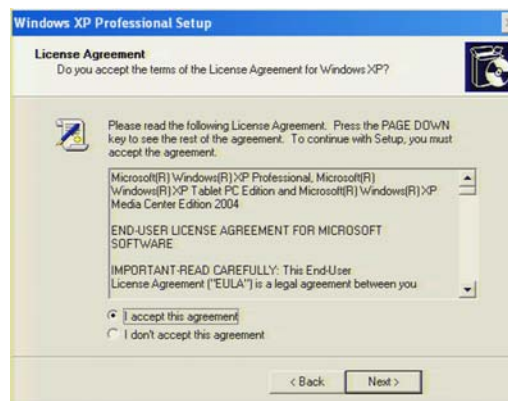 Windows XP Professional Setup
License Agreement
Do you accept the terms of the License Agreement for Windows XP?
Please read the following License Agreement. Press the PAGE DOWN
key to see the rest of the agreement. To continue with Setup, you must
accept the agreement.
Microsoft(R) Windows(R) XP Professional, Microsoft(R)
Windows(R) XP Tablet PC Edition and Microsoft(R) Windows(R) XP
Media Center Edition 2004
END-USER LICENSE AGREEMENT FOR MICROSOFT
SOFTWARE
IMPORTANT-READ CAREFULLY: This End-User
License Agreement ("EULA") is a legal agreement between you
I accept this agreement
I don't accept this agreement
< Back
Next >